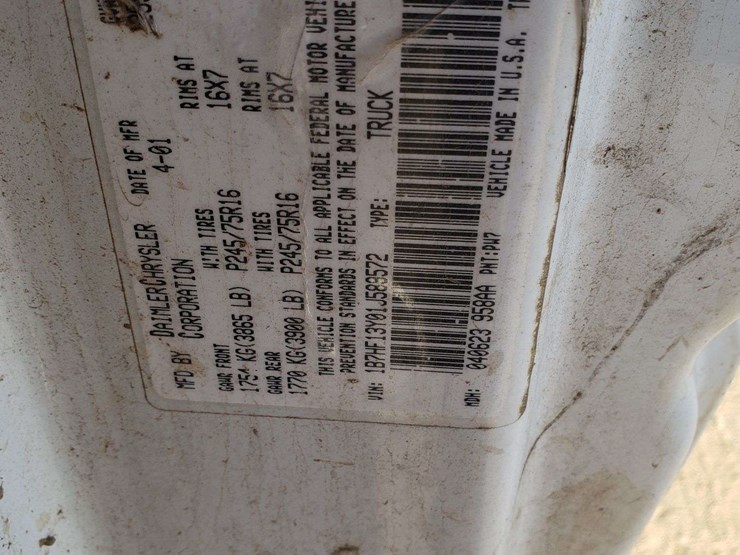 MFD BY DAIMLERCHRYSLER CORPORATION
DATE OF MFR
4-01
GAWR FRONT WITH TIRES RIMS AT
1754 KG(3865 LB) P245/75R16 16X7
GAWR REAR WITH TIRES RIMS AT
1770 KG(3900 LB) P245/75R16 16X7
THIS VEHICLE CONFORMS TO ALL APPLICABLE FEDERAL MOTOR
PREVENTION STANDARDS IN EFFECT ON THE DATE OF MANUFACTURE
VIN: 1B7HF13Y01J589572 TYPE: TRUCK
MDH: 040623 958AA PNT:PW7 VEHICLE MADE IN U.S.A.